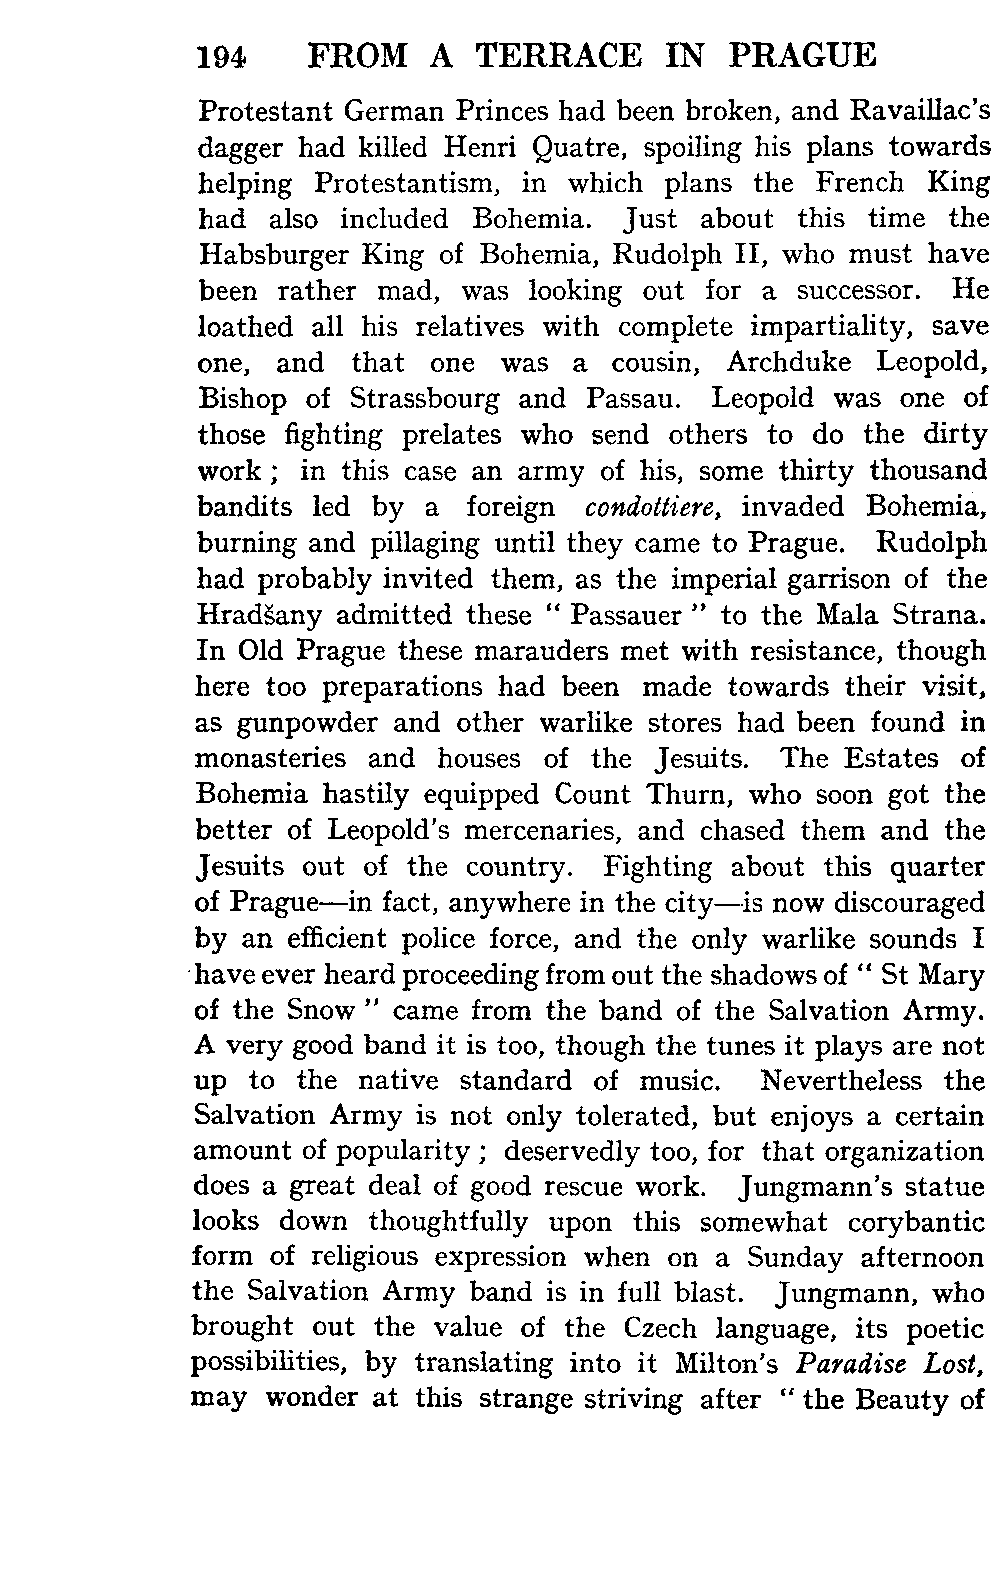 194 FROM A TERRACE IN PRAGUE
Protestant German Princes had been broken, and Ravaillac's
dagger had killed Henri Quatre, spoiling his plans towards
helping Protestantism, in which plans the French King
had also included Bohemia. Just about this time the
Habsburger King of Bohemia, Rudolph II, who must have
been rather mad, was looking out for a successor. He
loathed all his relatives with complete impartiality, save
one, and that one was a cousin, Archduke Leopold,
Bishop of Strassbourg and Passau. Leopold was one of
those fighting prelates who send others to do the dirty
work ; in this case an army of his, some thirty thousand
bandits led by a foreign condottiere, invaded Bohemia,
burning and pillaging until they came to Prague. Rudolph
had probably invited them, as the imperial garrison of the
Hradšany admitted these “ Passauer ” to the Mala Strana.
In Old Prague these marauders met with resistance, though
here too preparations had been made towards their visit,
as gunpowder and other warlike stores had been found in
monasteries and houses of the Jesuits. The Estates of
Bohemia hastily equipped Count Thurn, who soon got the
better of Leopold's mercenaries, and chased them and the
Jesuits out of the country. Fighting about this quarter
of Prague—in fact, anywhere in the city—is now discouraged
by an efficient police force, and the only warlike sounds I
have ever heard proceeding from out the shadows of “ St Mary
of the Snow ” came from the band of the Salvation Army.
A very good band it is too, though the tunes it plays are not
up to the native standard of music. Nevertheless the
Salvation Army is not only tolerated, but enjoys a certain
amount of popularity ; deservedly too, for that organization
does a great deal of good rescue work. Jungmann's statue
looks down thoughtfully upon this somewhat corybantic
form of religious expression when on a Sunday afternoon
the Salvation Army band is in full blast. Jungmann, who
brought out the value of the Czech language, its poetic
possibilities, by translating into it Milton's Paradise Lost,
may wonder at this strange striving after “ the Beauty of